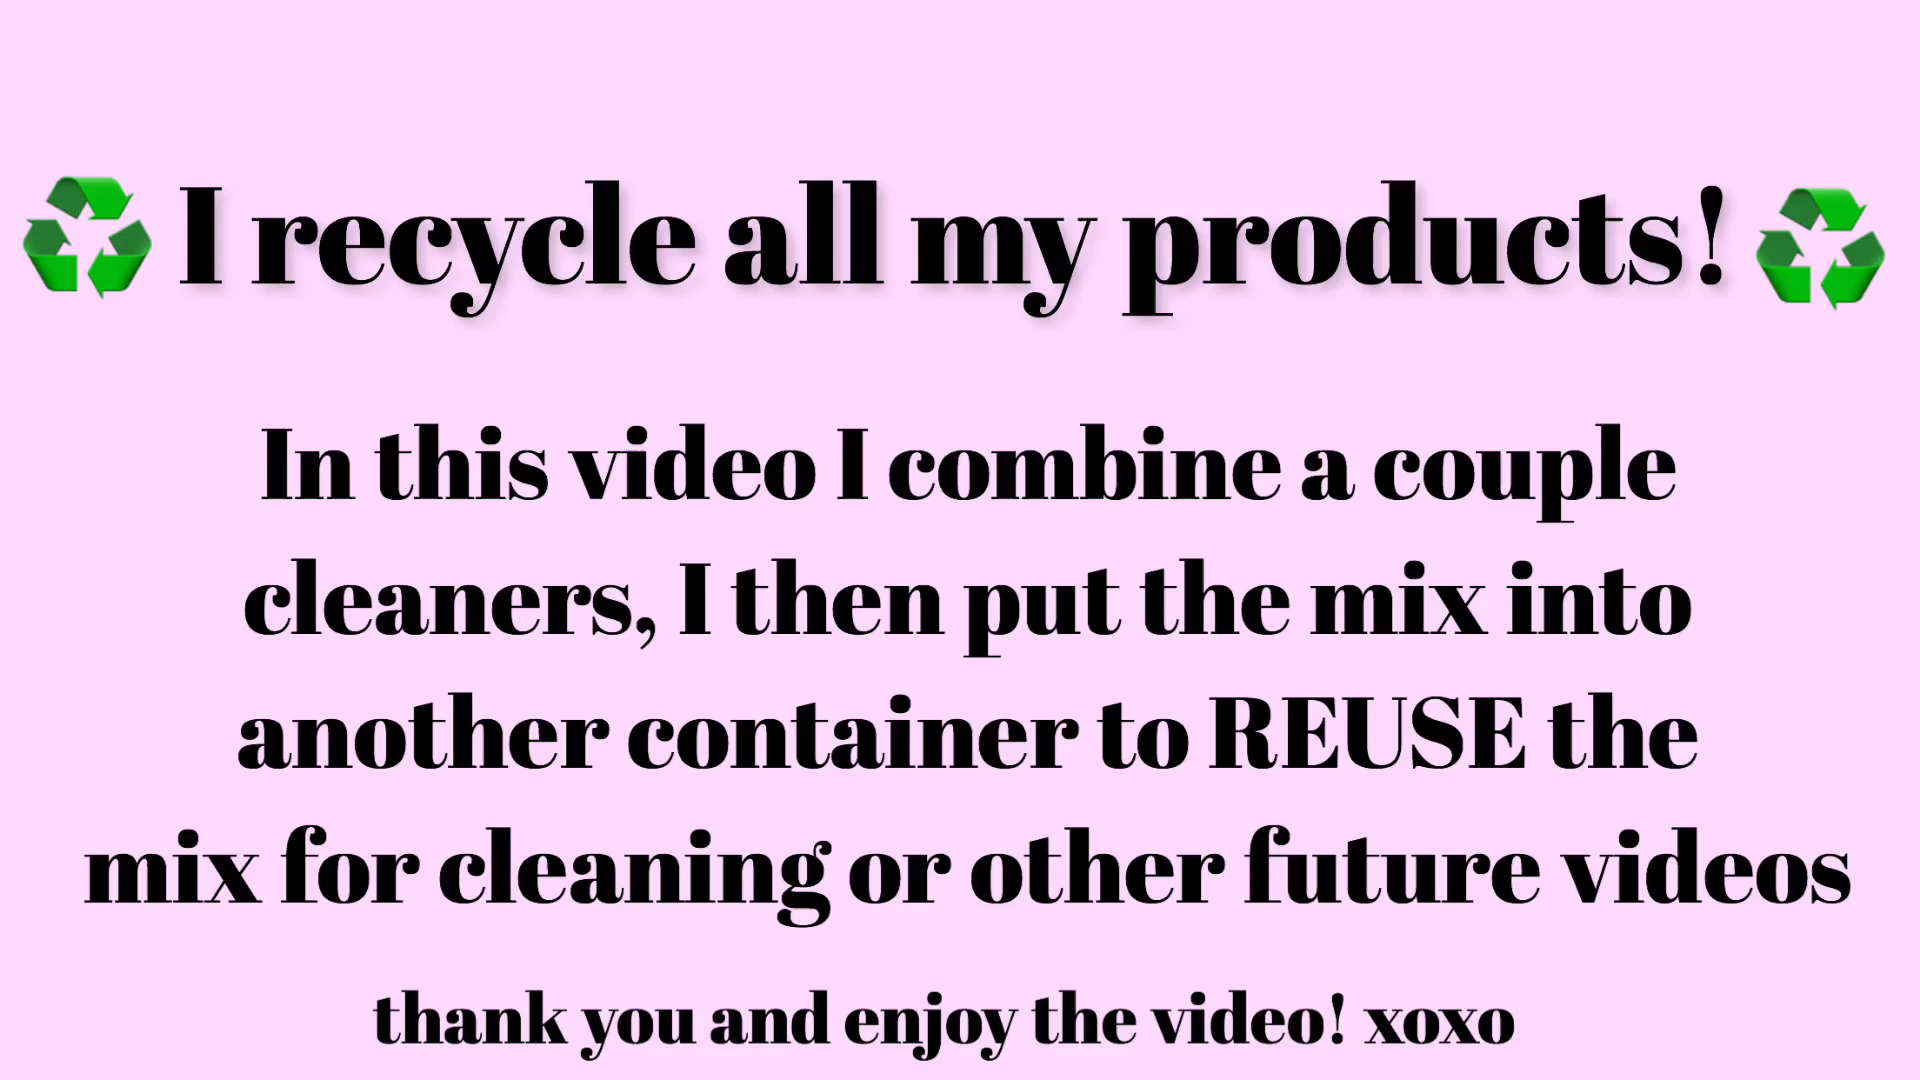 ♻️ I recycle all my products! ♻️
In this video I combine a couple
cleaners, I then put the mix into
another container to REUSE the
mix for cleaning or other future videos
thank you and enjoy the video! xoxo